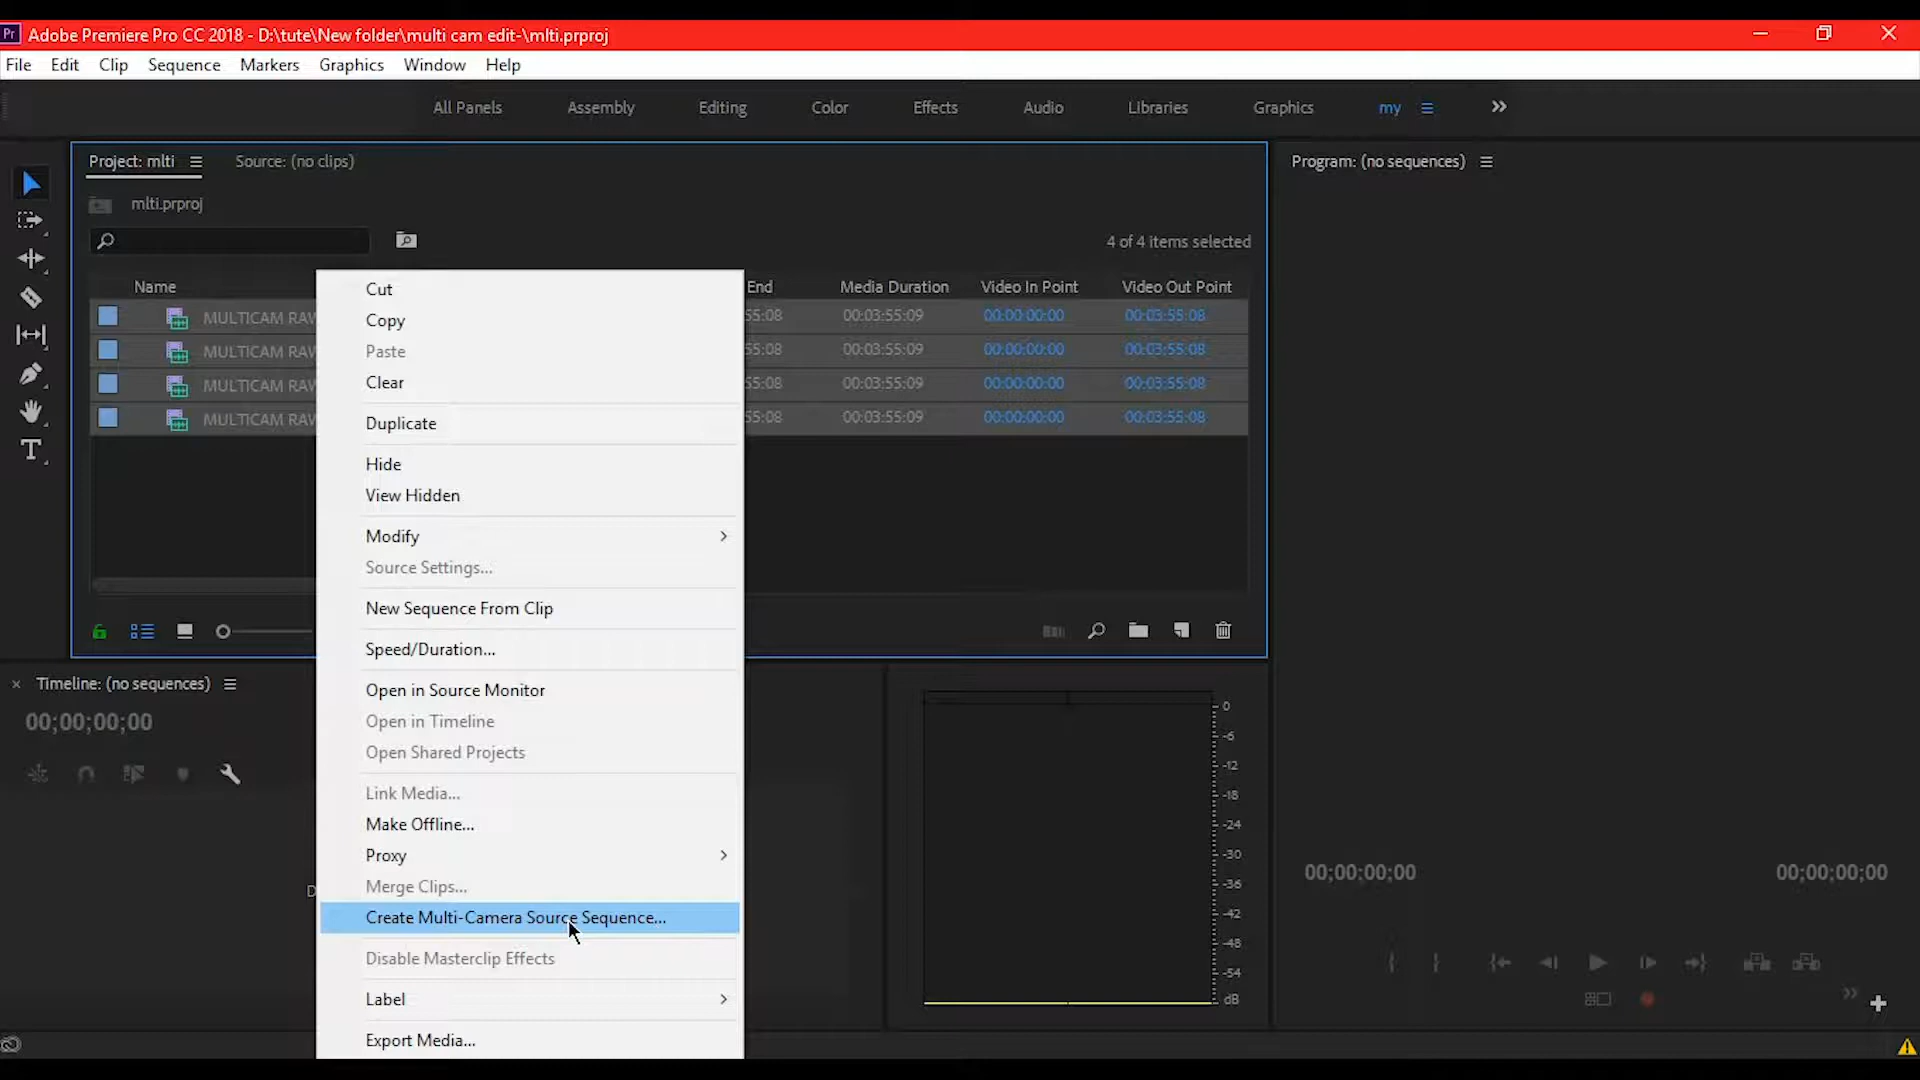 Pr Adobe Premiere Pro CC 2018 - D:\tute\New folder\multi cam edit-\mlti.prproj
File Edit Clip Sequence Markers Graphics Window Help
All Panels Assembly Editing Color Effects Audio Libraries Graphics my
Project: mlti Source: (no clips)
mlti.prproj
4 of 4 items selected
Name End Media Duration Video In Point Video Out Point
MULTICAM RAW 55:08 00:03:55:09 00:00:00:00 00:03:55:08
MULTICAM RAW 55:08 00:03:55:09 00:00:00:00 00:03:55:08
MULTICAM RAW 55:08 00:03:55:09 00:00:00:00 00:03:55:08
MULTICAM RAW 55:08 00:03:55:09 00:00:00:00 00:03:55:08
Cut
Copy
Paste
Clear
Duplicate
Hide
View Hidden
Modify
Source Settings...
New Sequence From Clip
Speed/Duration...
Open in Source Monitor
Open in Timeline
Open Shared Projects
Link Media...
Make Offline...
Proxy
Merge Clips...
Create Multi-Camera Source Sequence...
Disable Masterclip Effects
Label
Export Media...
Timeline: (no sequences)
00;00;00;00
D
0
-6
-12
-18
-24
-30
-36
-42
-48
-54
dB
Program: (no sequences)
00;00;00;00 00;00;00;00